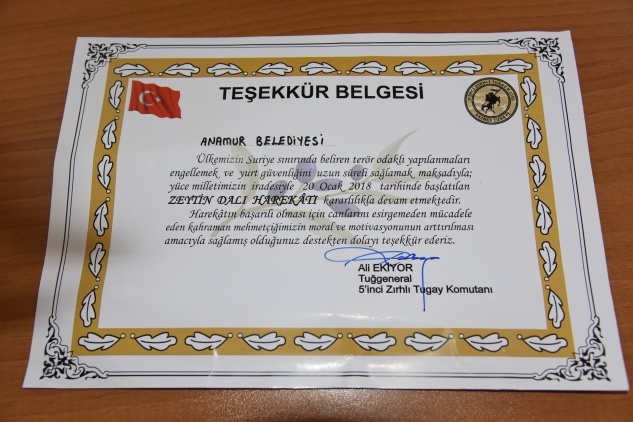 TEŞEKKÜR BELGESİ
ANAMUR BELEDİYESİ
Ülkemizin Suriye sınırında beliren terör odaklı yapılanmaları
engellemek ve yurt güvenliğini uzun süreli sağlamak maksadıyla;
yüce milletimizin iradesiyle 20 Ocak 2018 tarihinde başlatılan
ZEYTİN DALI HAREKÂTI kararlılıkla devam etmektedir.
Harekâtın başarılı olması için canlarını esirgemeden mücadele
eden kahraman mehmetçiğimizin moral ve motivasyonunun arttırılması
amacıyla sağlamış olduğunuz destekten dolayı teşekkür ederiz.
Ali EKİYOR
Tuğgeneral
5'inci Zırhlı Tugay Komutanı